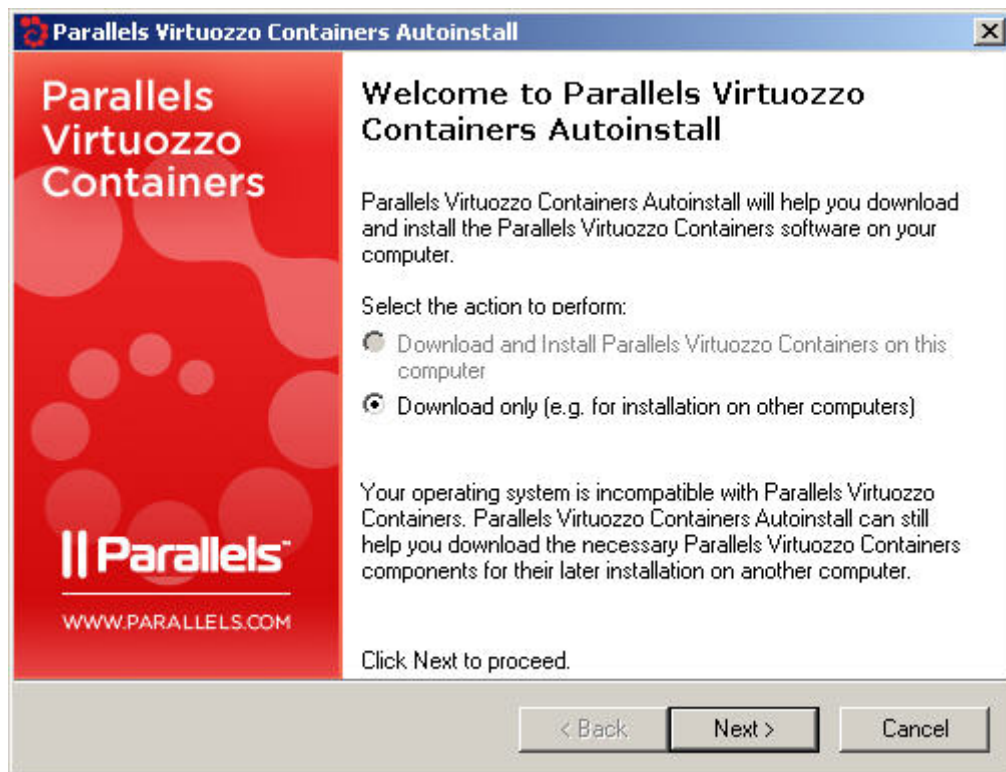 Parallels Virtuozzo Containers Autoinstall
Parallels
Virtuozzo
Containers
Parallels™
WWW.PARALLELS.COM
Welcome to Parallels Virtuozzo
Containers Autoinstall
Parallels Virtuozzo Containers Autoinstall will help you download
and install the Parallels Virtuozzo Containers software on your
computer.
Select the action to perform:
Download and Install Parallels Virtuozzo Containers on this
computer
Download only (e.g. for installation on other computers)
Your operating system is incompatible with Parallels Virtuozzo
Containers. Parallels Virtuozzo Containers Autoinstall can still
help you download the necessary Parallels Virtuozzo Containers
components for their later installation on another computer.
Click Next to proceed.
< Back
Next >
Cancel